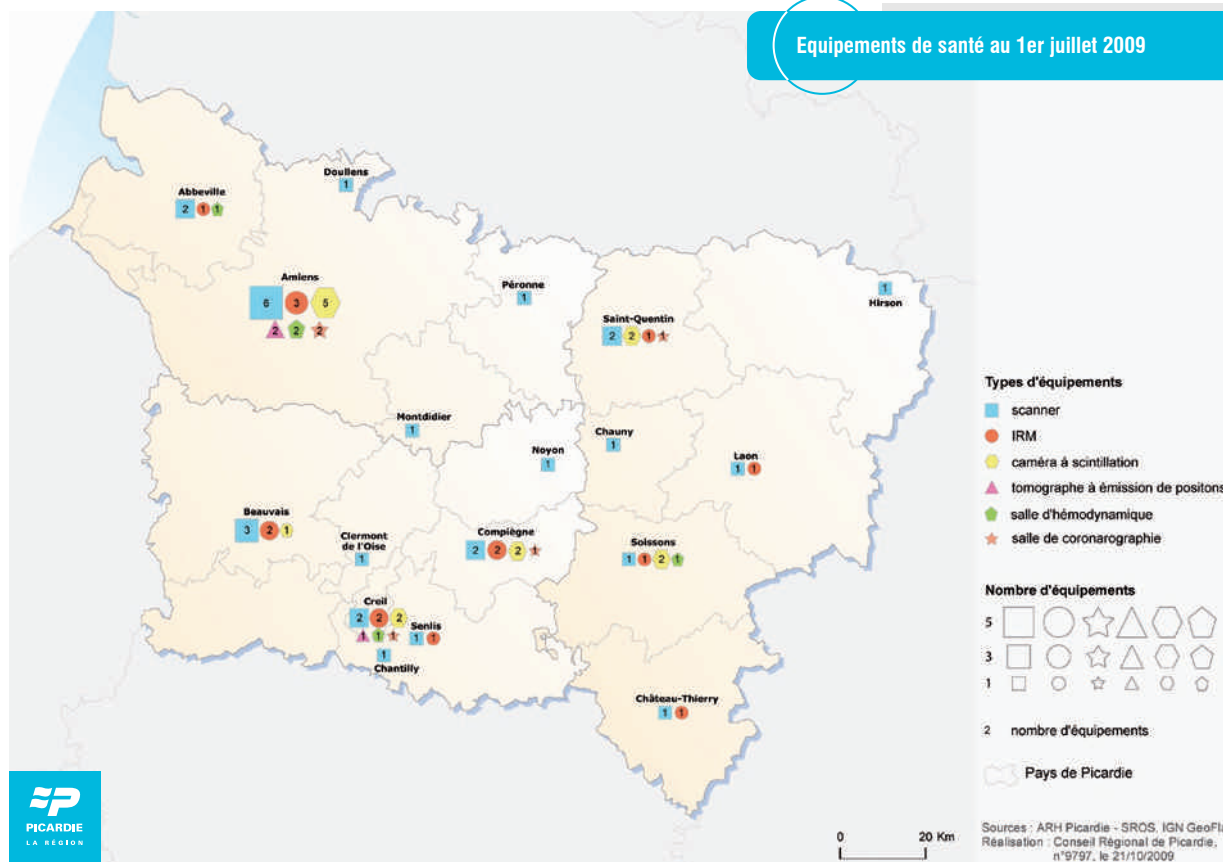 Equipements de santé au 1er juillet 2009
Doullens
1
Abbeville
2 1 1
Amiens
6 3 5
2 2 2
Péronne
1
Saint-Quentin
2 2 1 1
1
Hirson
Montdidier
1
Noyon
1
Chauny
1
Laon
1 1
Beauvais
3 2 1
Clermont
de l'Oise
1
Compiègne
2 2 2 1
Soissons
1 1 2 1
Creil
2 2 2
1 1 1
Senlis
1 1
1
Chantilly
Château-Thierry
1 1
Types d'équipements
scanner
IRM
caméra à scintillation
tomographe à émission de positons
salle d'hémodynamique
salle de coronarographie
Nombre d'équipements
5
3
1
2 nombre d'équipements
Pays de Picardie
0 20 Km
Sources : ARH Picardie - SROS, IGN GeoFla
Réalisation : Conseil Régional de Picardie,
n°9797, le 21/10/2009
PICARDIE
LA RÉGION